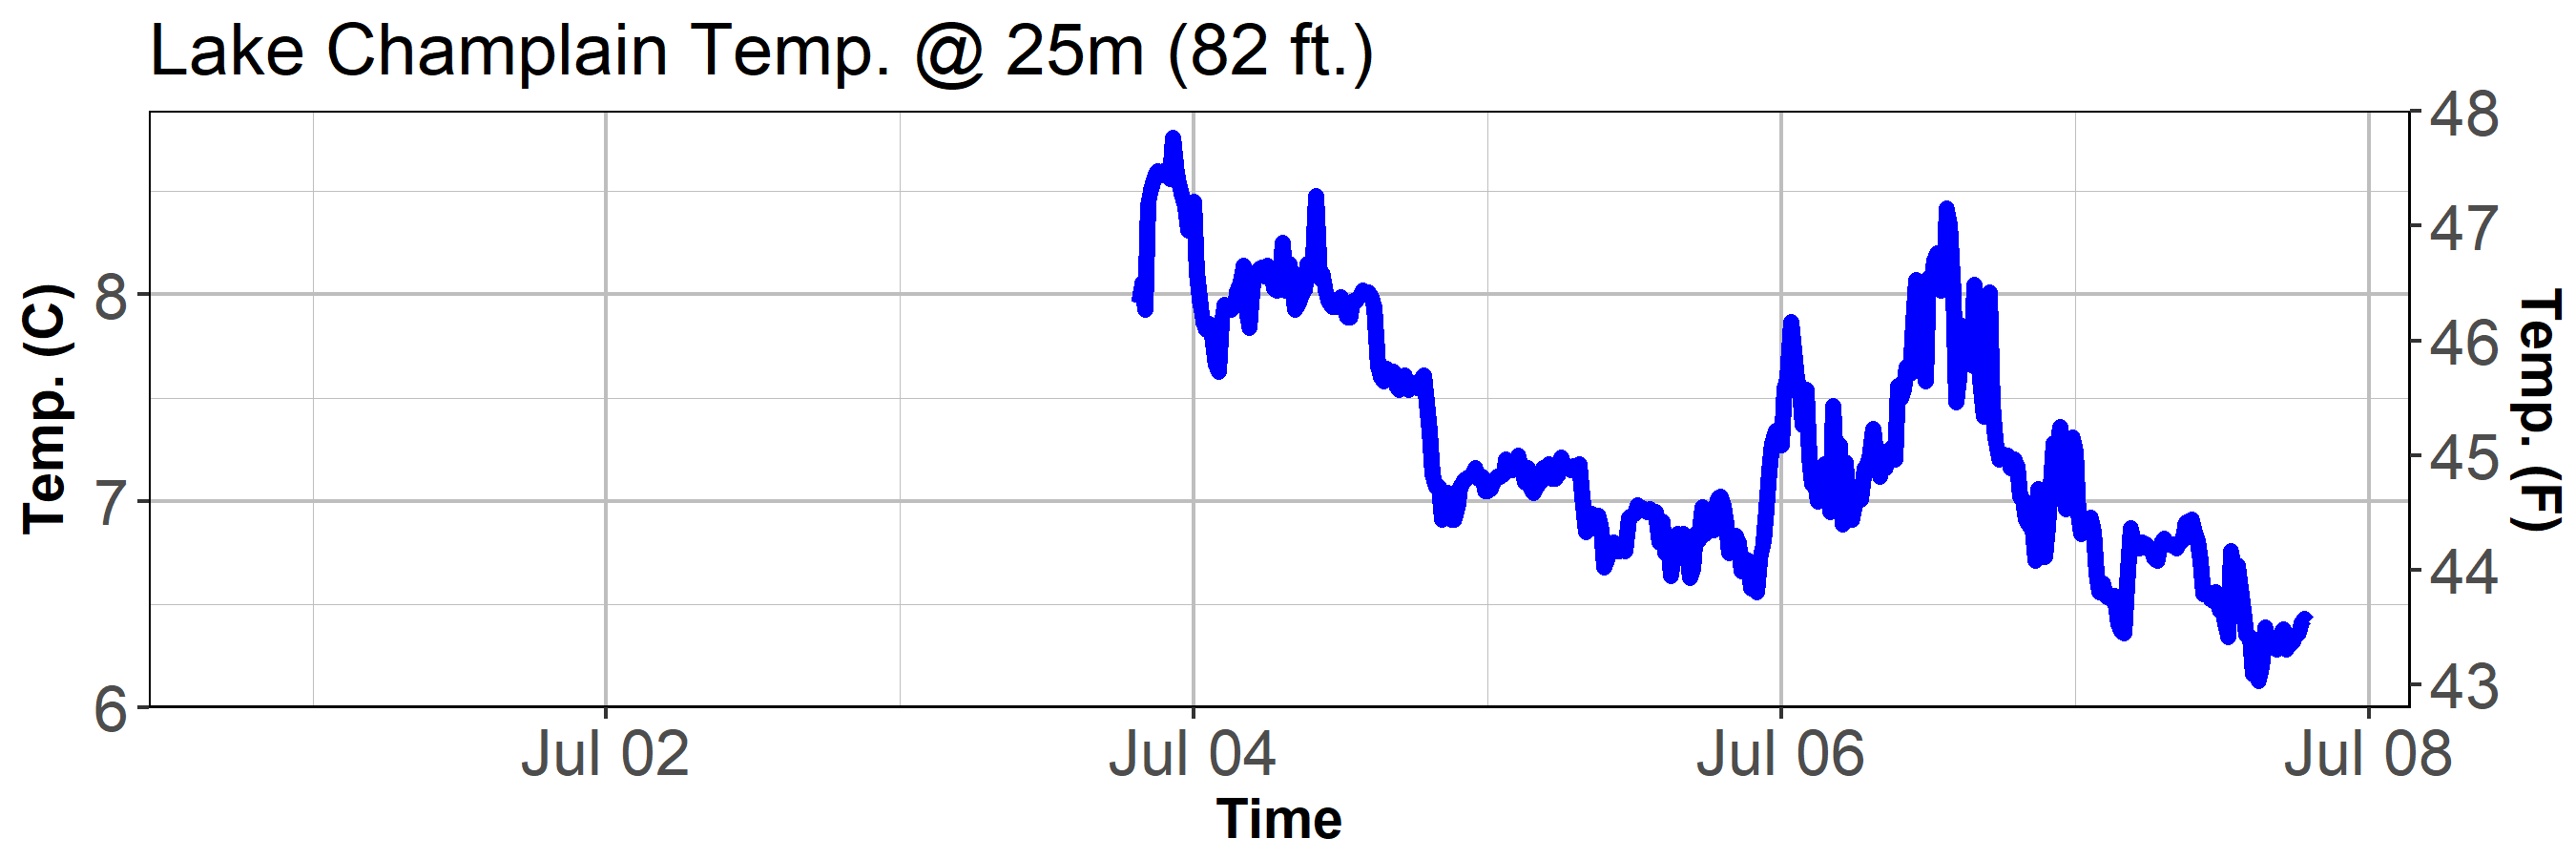 Lake Champlain Temp. @ 25m (82 ft.)
Temp. (C)
8
7
6
48
47
46
45
44
43
Temp. (F)
Jul 02 Jul 04 Jul 06 Jul 08
Time